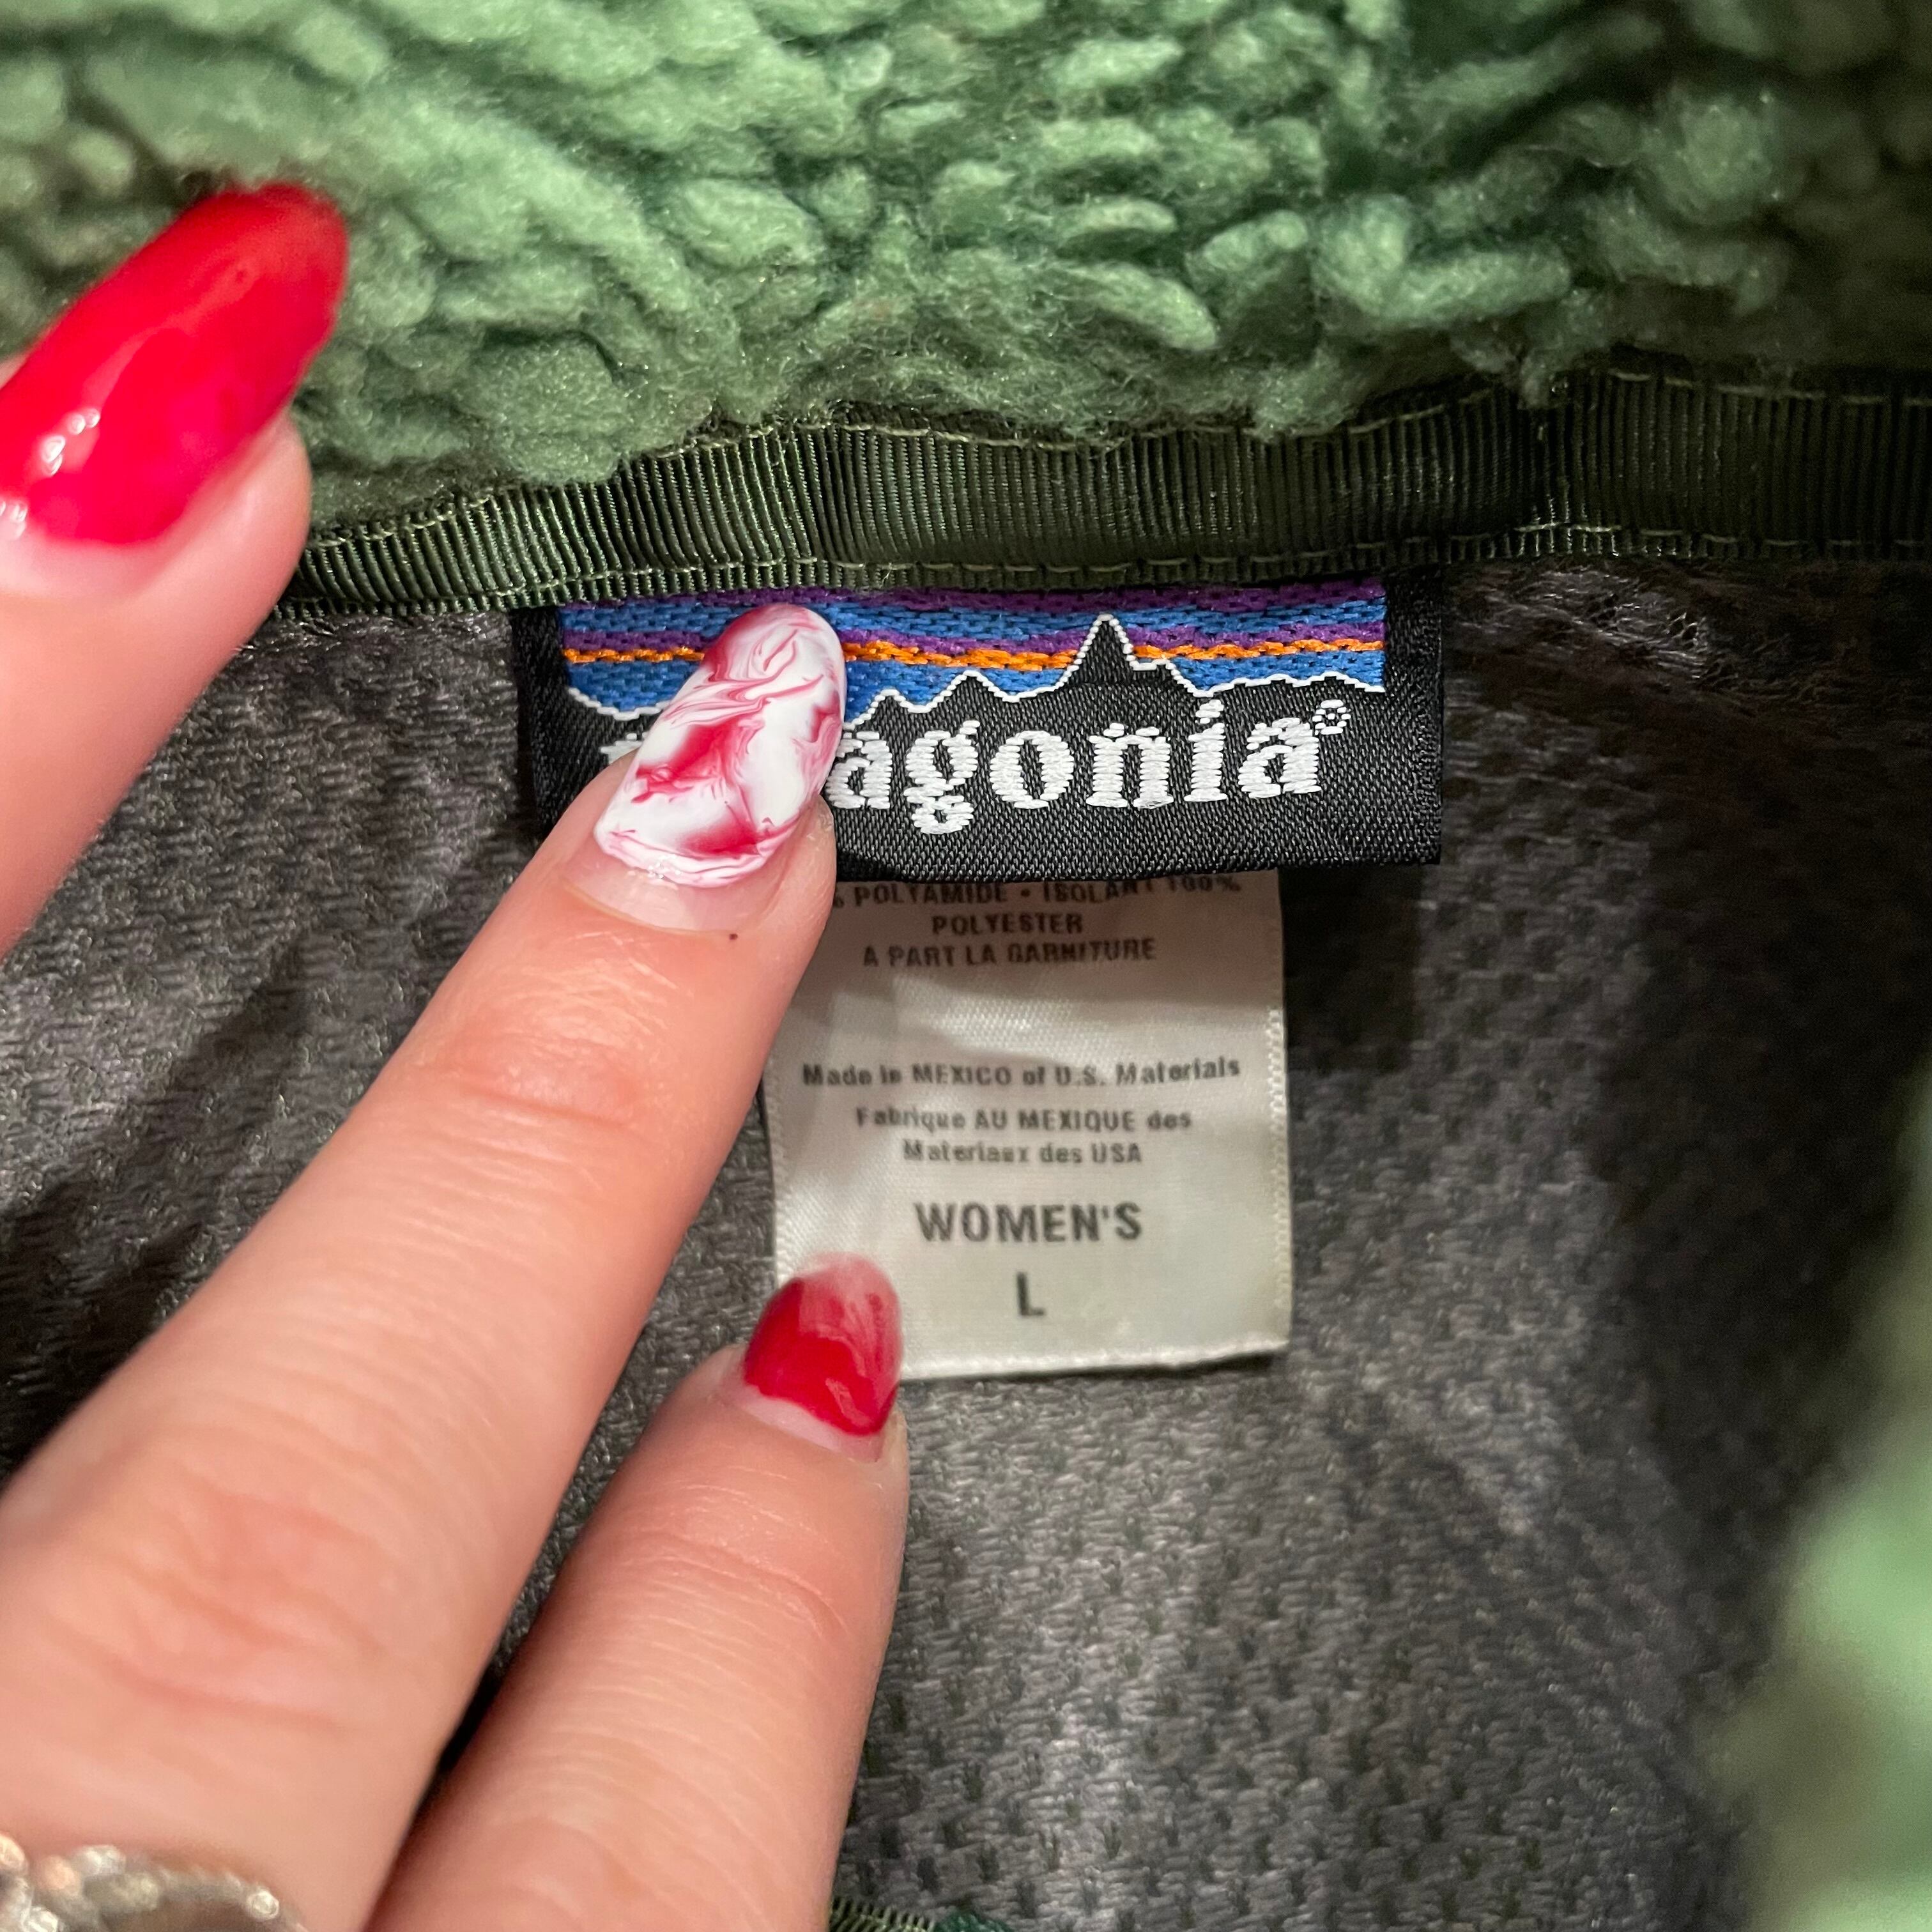 agonia®
% POLYAMIDE • ISOLANT 100%
POLYESTER
A PART LA GARNITURE
Made in MEXICO of U.S. Materials
Fabrique AU MEXIQUE des
Materiaux des USA
WOMEN'S
L